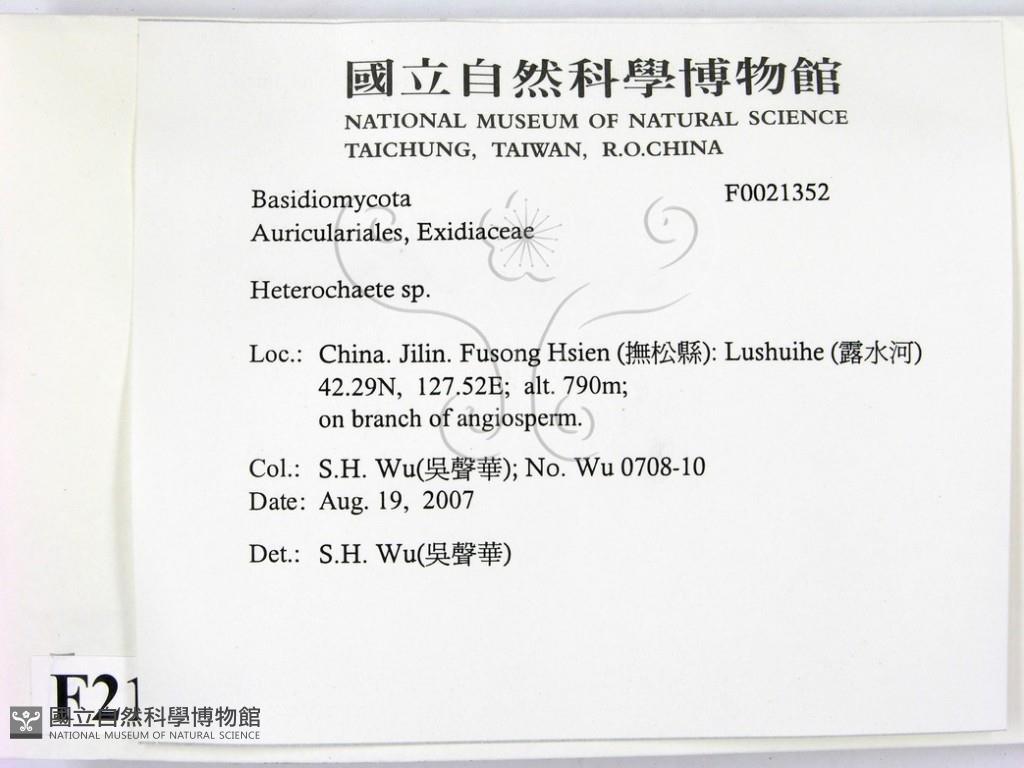 國立自然科學博物館
NATIONAL MUSEUM OF NATURAL SCIENCE
TAICHUNG, TAIWAN, R.O.CHINA
Basidiomycota F0021352
Auriculariales, Exidiaceae
Heterochaete sp.
Loc.: China. Jilin. Fusong Hsien (撫松縣): Lushuihe (露水河)
42.29N, 127.52E; alt. 790m;
on branch of angiosperm.
Col.: S.H. Wu(吳聲華); No. Wu 0708-10
Date: Aug. 19, 2007
Det.: S.H. Wu(吳聲華)
F21
國立自然科學博物館
NATIONAL MUSEUM OF NATURAL SCIENCE